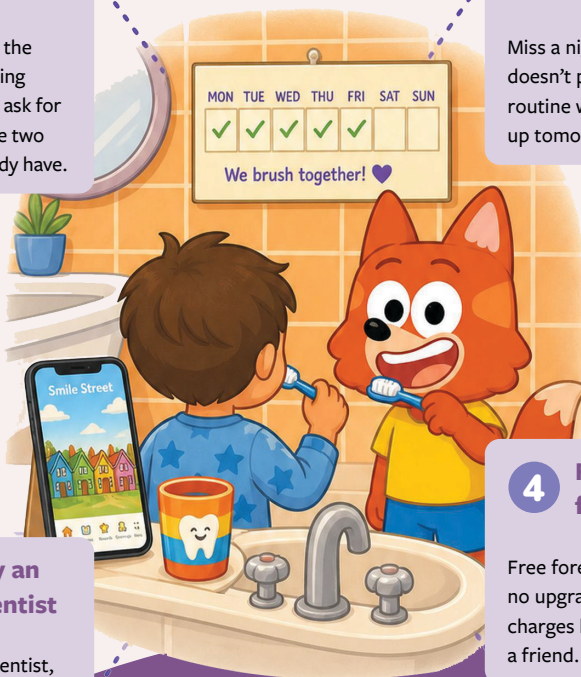 the
ing
ask for
e two
dy have.
Miss a ni
doesn't p
routine w
up tomo
MON TUE WED THU FRI SAT SUN
We brush together!
Smile Street
y an
entist
entist,
4
f
Free fore
no upgra
charges
a friend.